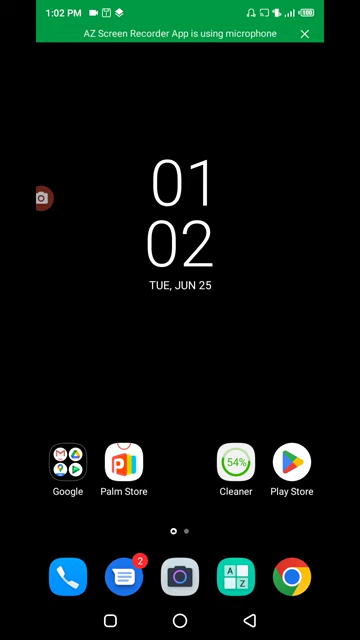 1:02 PM
100
AZ Screen Recorder App is using microphone
01
02
TUE, JUN 25
54%
Google
Palm Store
Cleaner
Play Store
2
A
Z